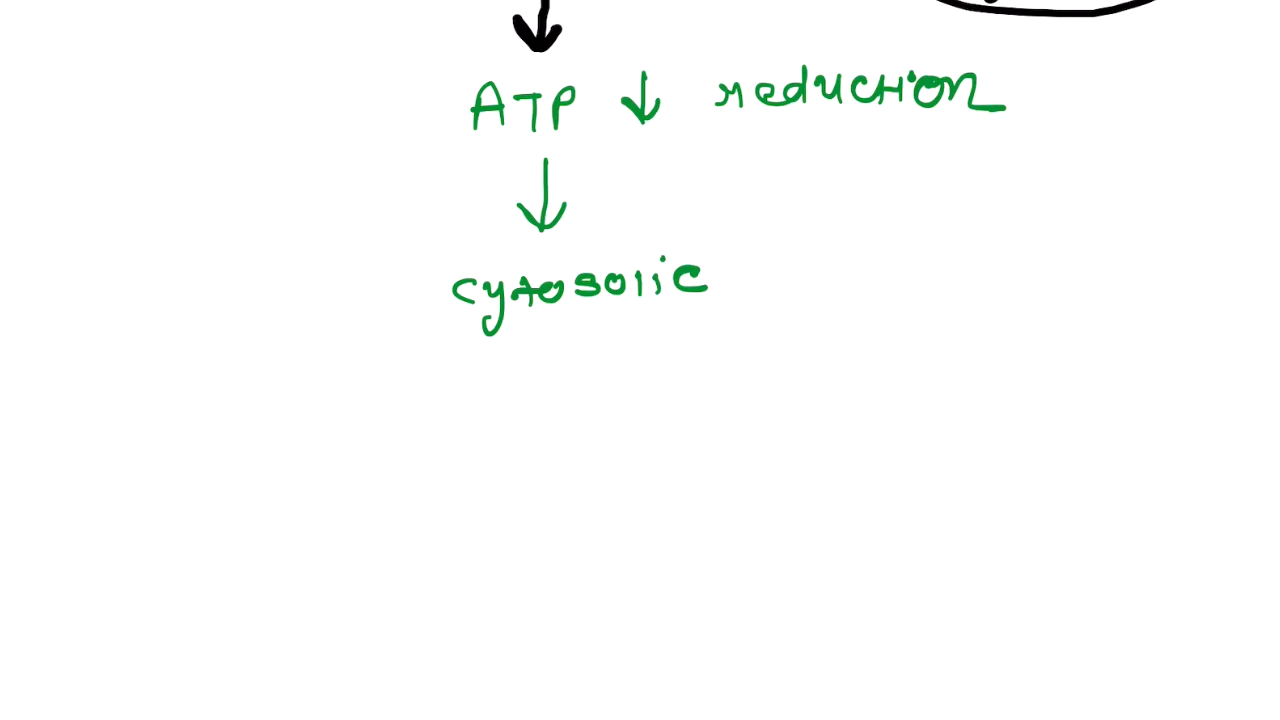 ATP ↓ reduction
↓
cytosolic